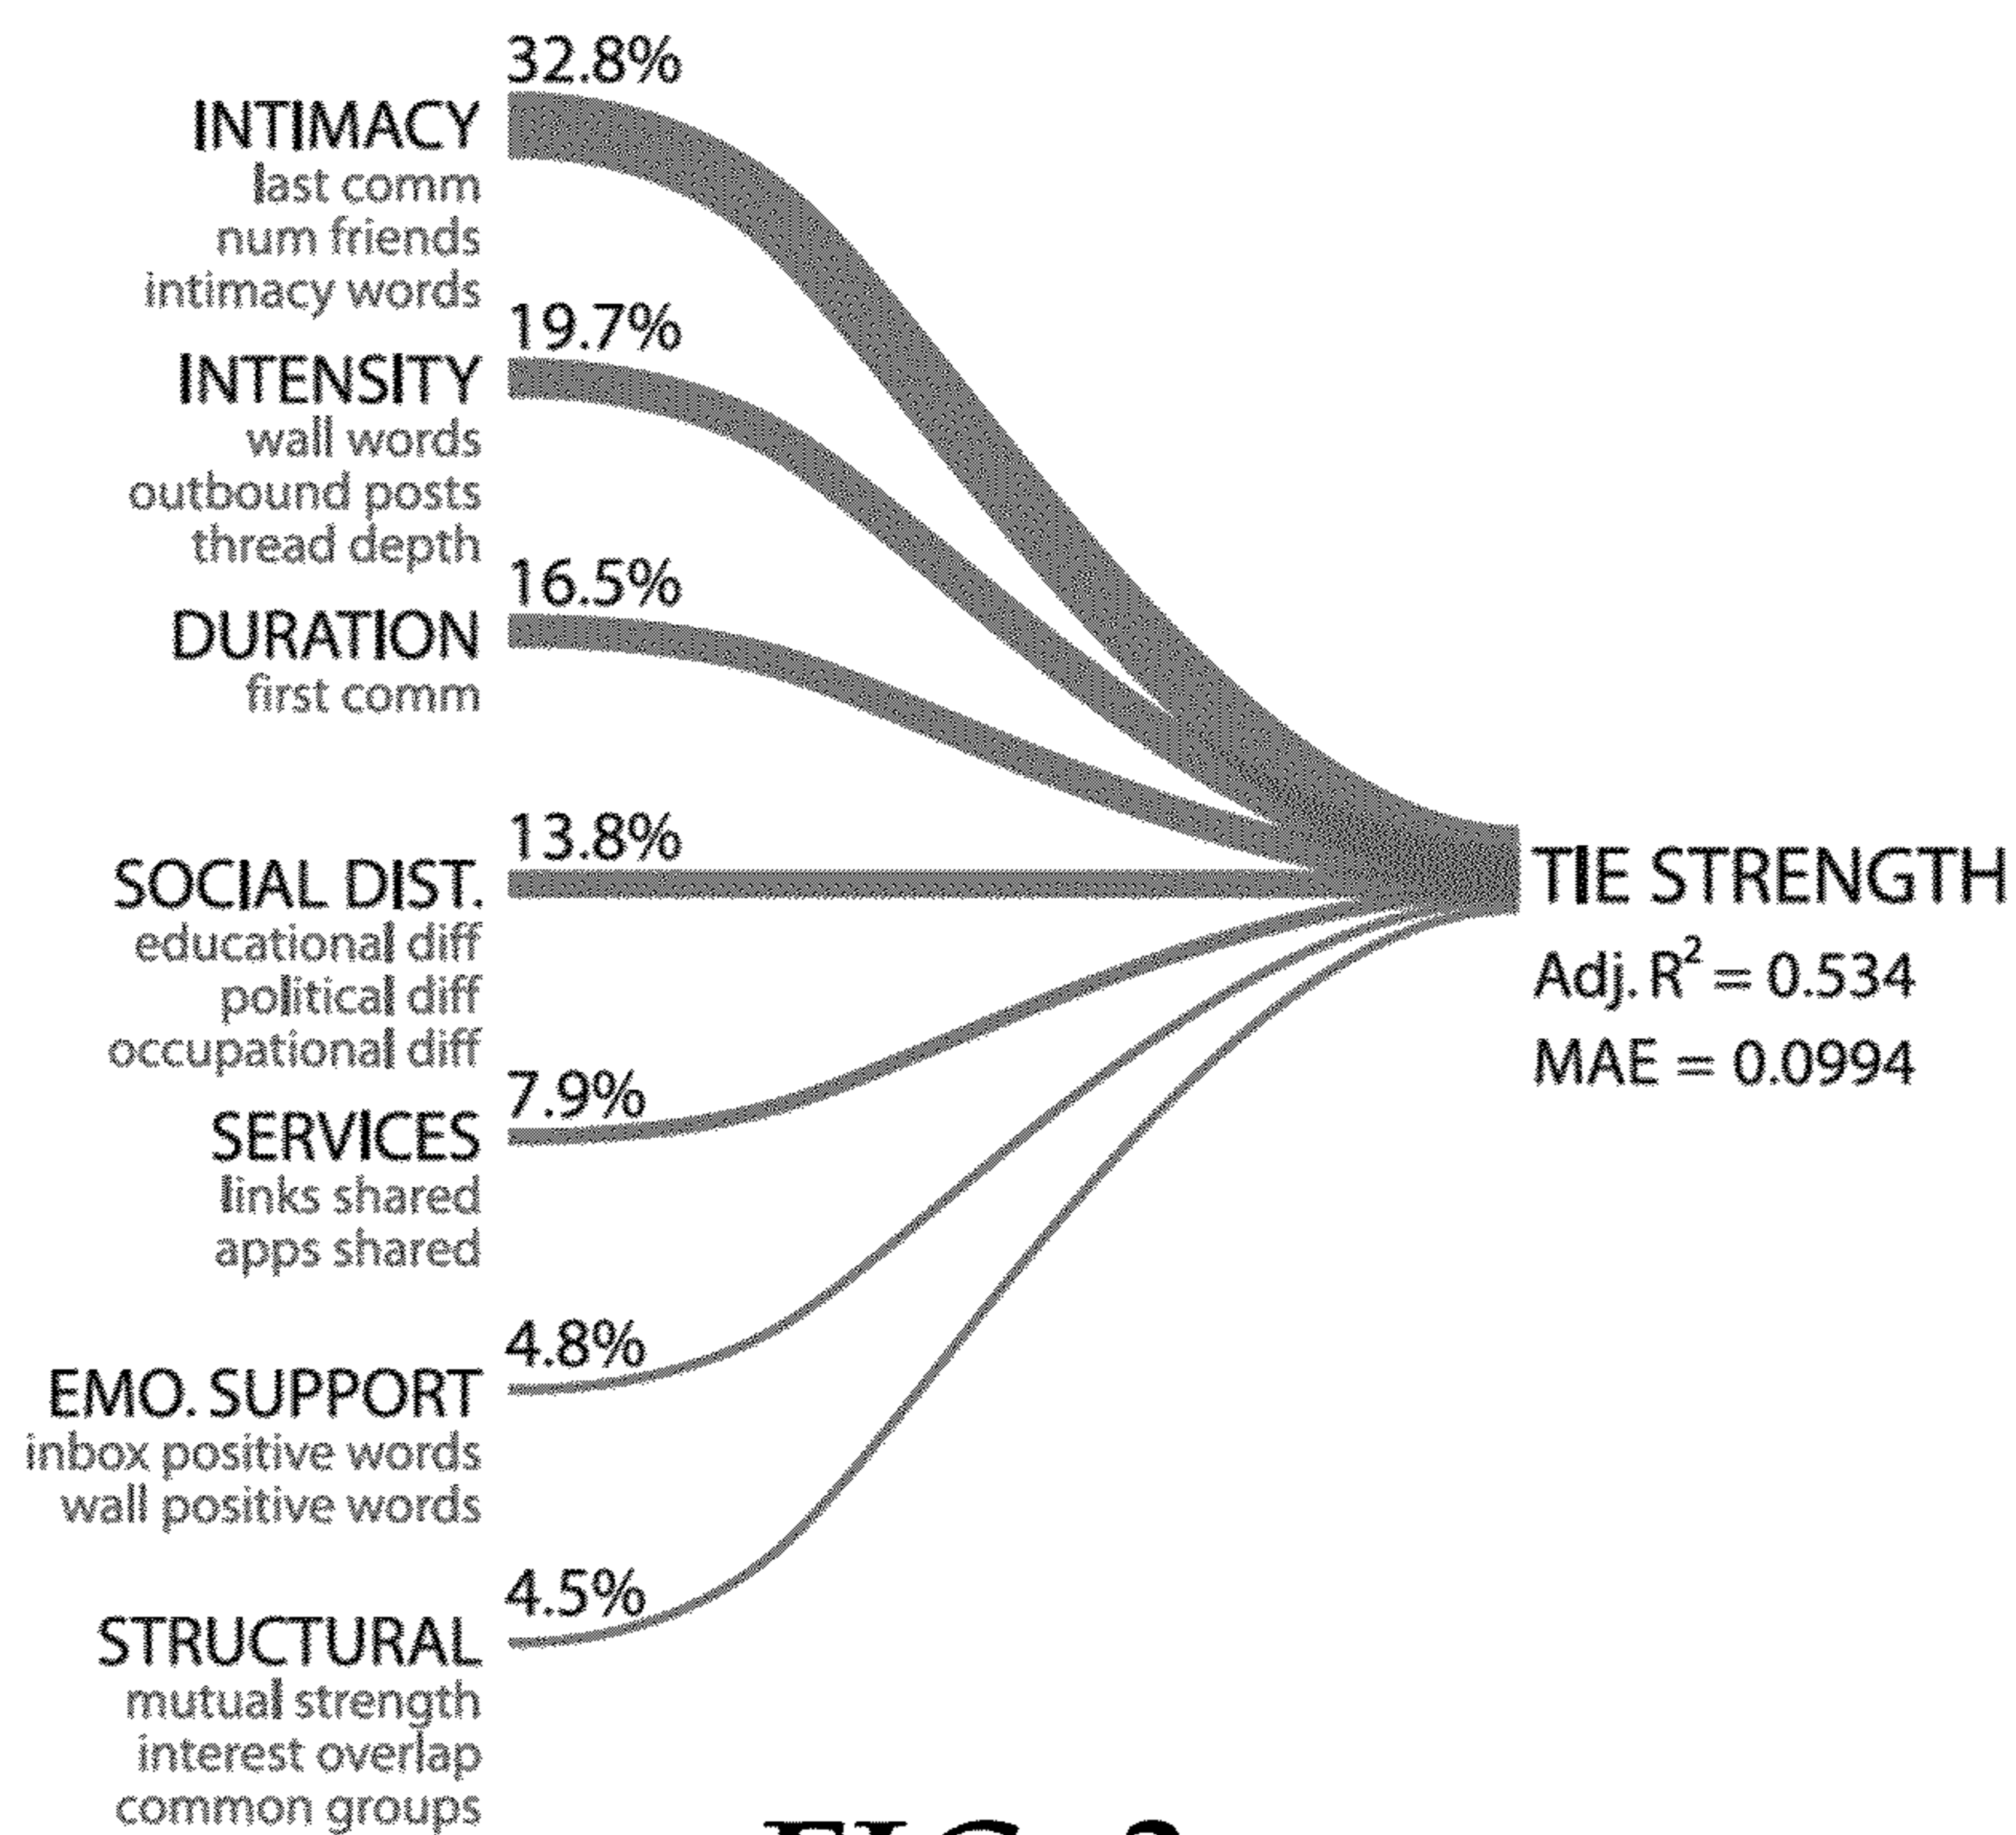 32.8%
INTIMACY
last comm
num friends
intimacy words
19.7%
INTENSITY
wall words
outbound posts
thread depth
16.5%
DURATION
first comm
13.8%
SOCIAL DIST.
educational diff
political diff
occupational diff
7.9%
SERVICES
links shared
apps shared
4.8%
EMO. SUPPORT
inbox positive words
wall positive words
4.5%
STRUCTURAL
mutual strength
interest overlap
common groups
TIE STRENGTH
Adj. R² = 0.534
MAE = 0.0994